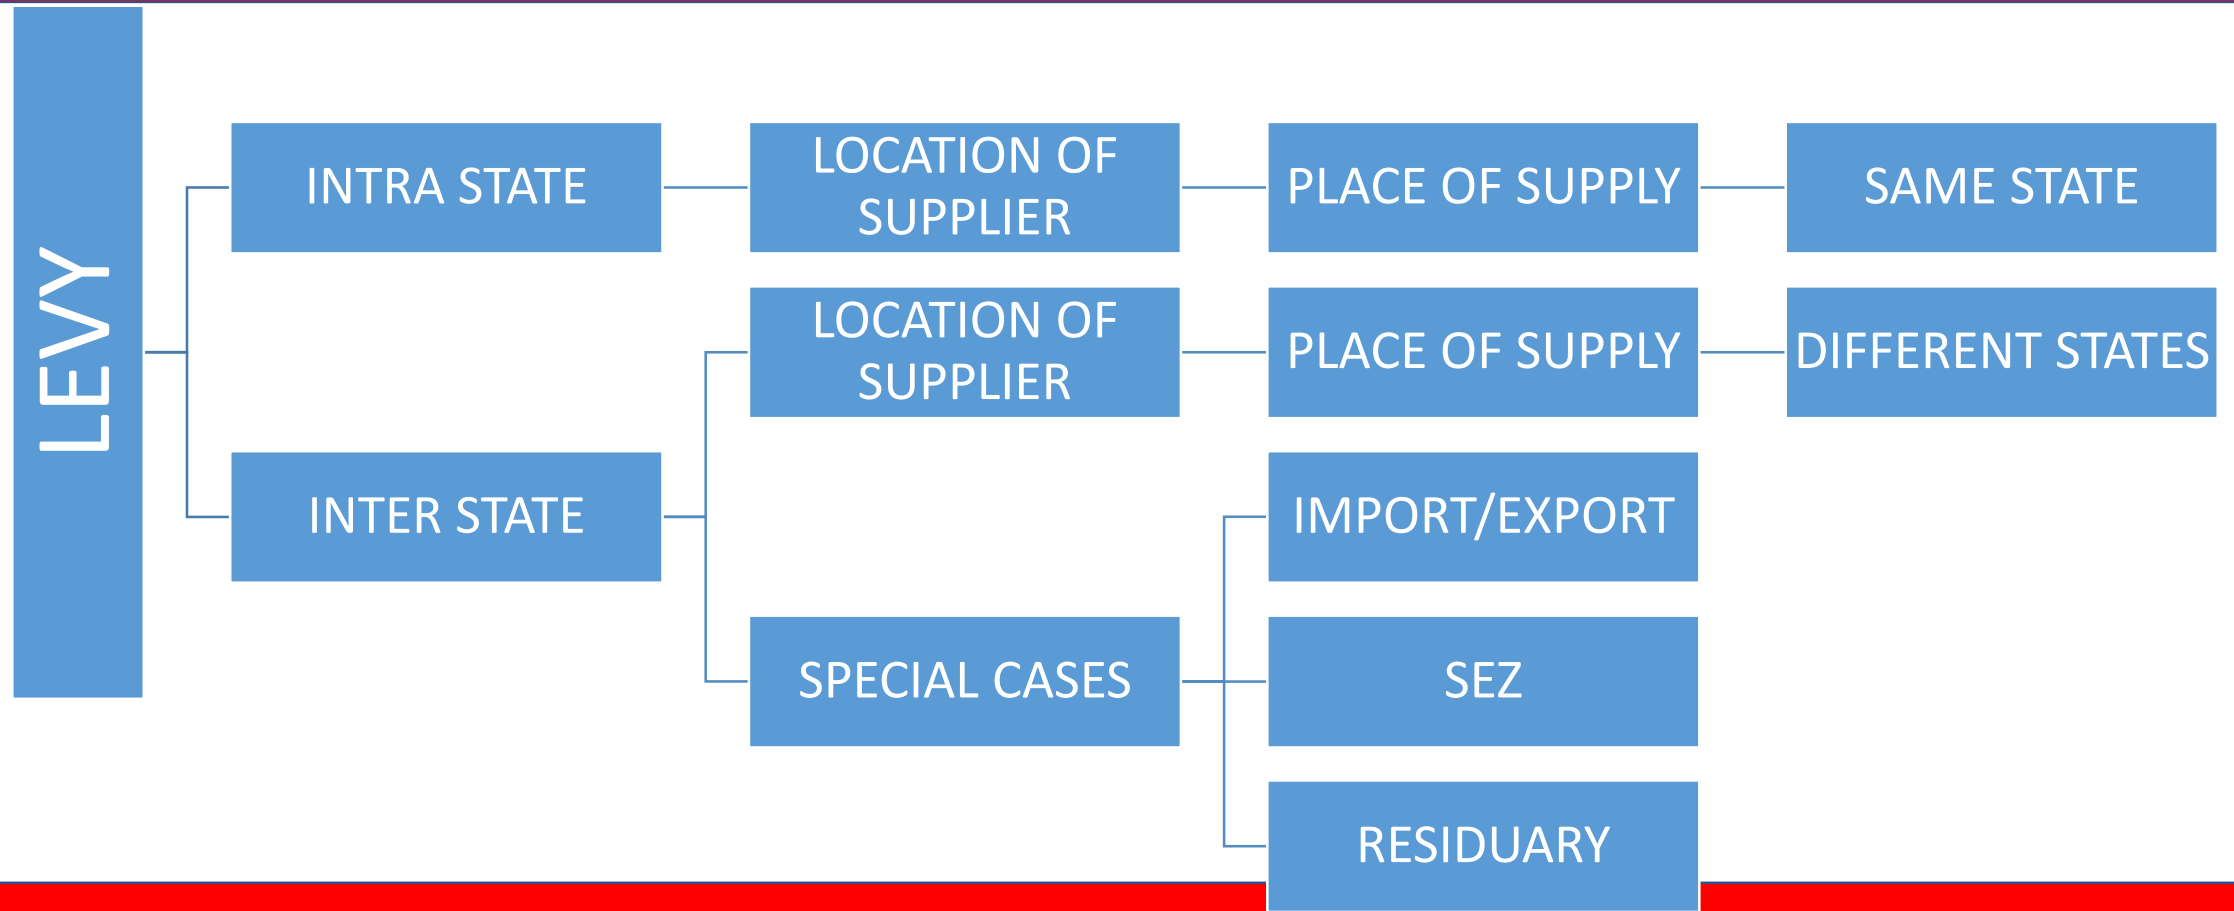 LEVY
INTRA STATE
LOCATION OF
SUPPLIER
PLACE OF SUPPLY
SAME STATE
LOCATION OF
SUPPLIER
PLACE OF SUPPLY
DIFFERENT STATES
INTER STATE
IMPORT/EXPORT
SPECIAL CASES
SEZ
RESIDUARY